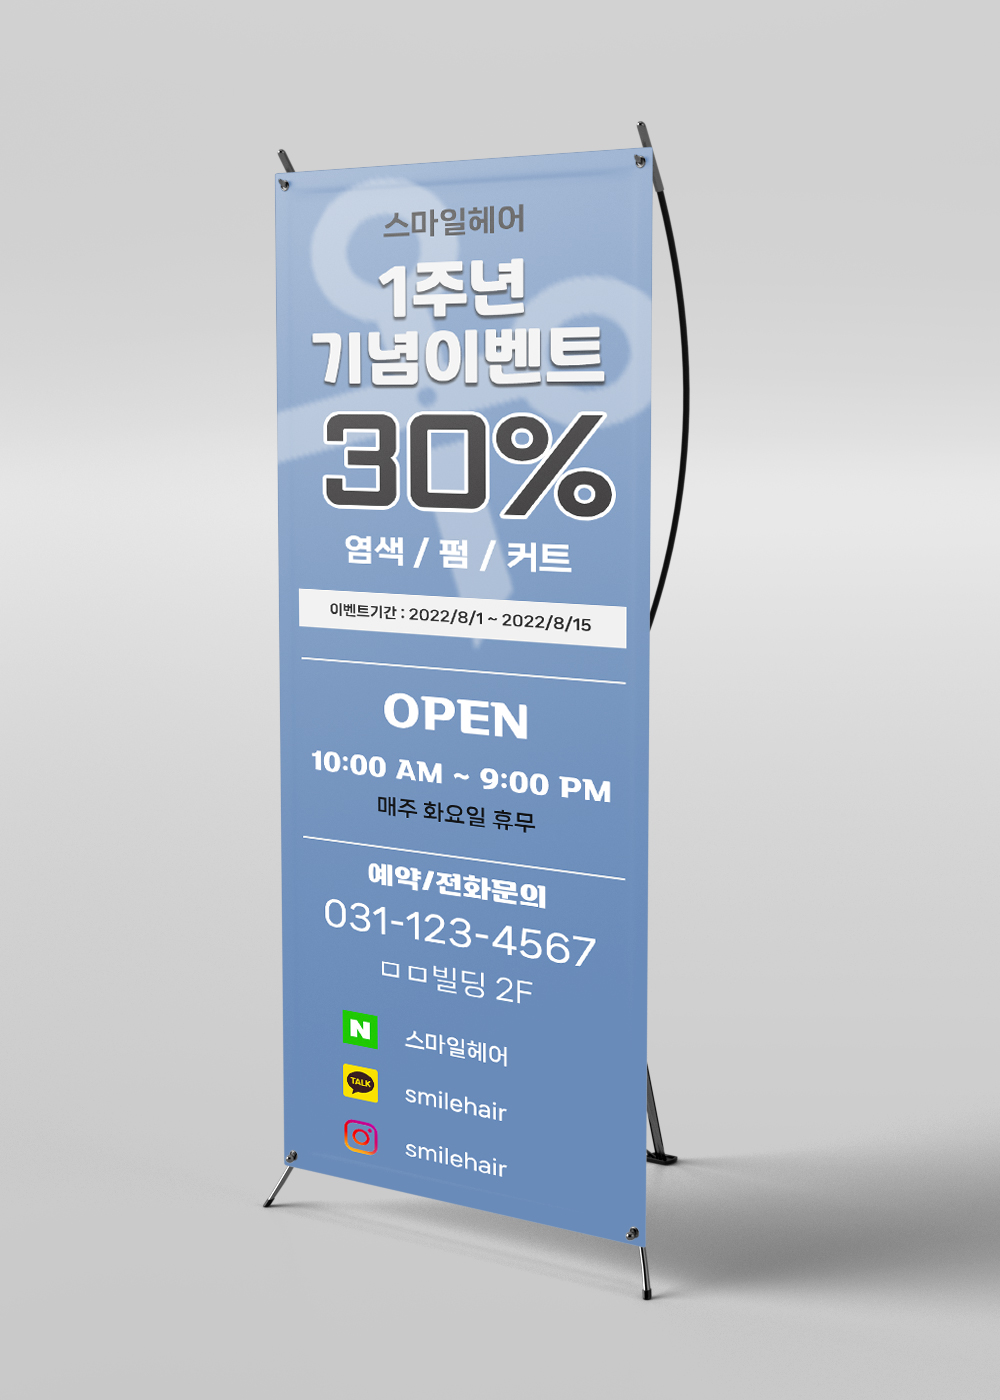 스마일헤어
1주년
기념이벤트
30%
염색 / 펌 / 커트
이벤트기간 : 2022/8/1 ~ 2022/8/15
OPEN
10:00 AM ~ 9:00 PM
매주 화요일 휴무
예약/전화문의
031-123-4567
ㅁㅁ빌딩 2F
N 스마일헤어
TALK smilehair
smilehair